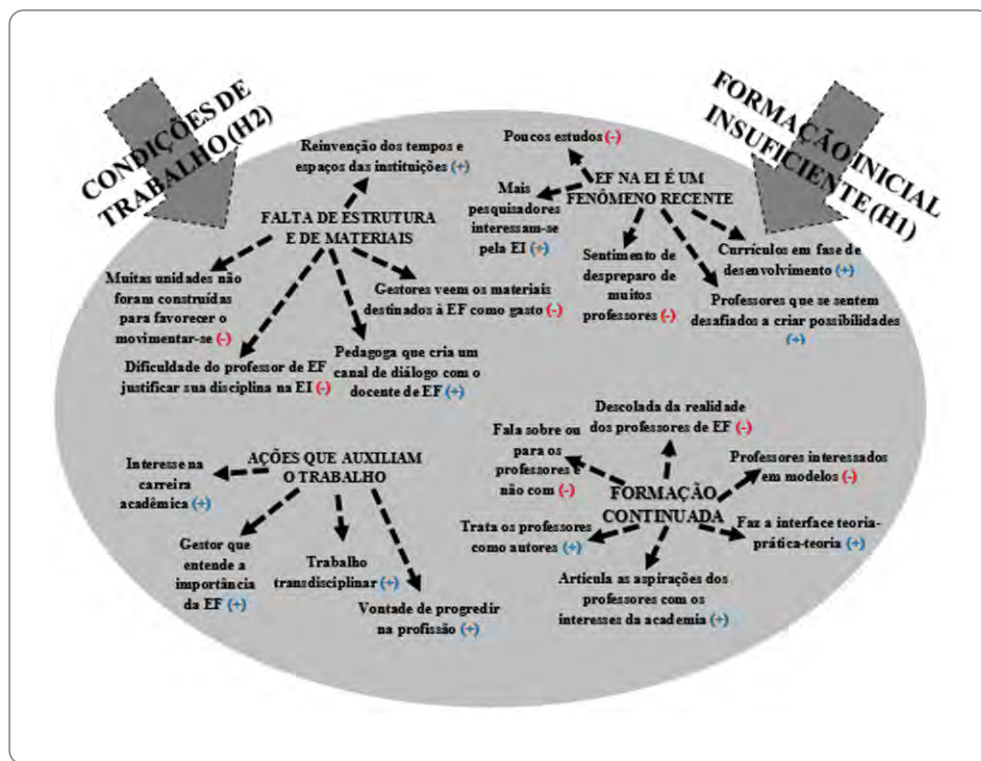 CONDIÇÕES DE
TRABALHO (H2)
FORMAÇÃO INICIAL
INSUFICIENTE (H1)
Reinvenção dos tempos e
espaços das instituições (+)
FALTA DE ESTRUTURA
E DE MATERIAIS
Muitas unidades não
foram construídas
para favorecer o
movimentar-se (-)
Gestores veem os materiais
destinados à EF como gasto (-)
Dificuldade do professor de EF
justificar sua disciplina na EI (-)
Pedagoga que cria um
canal de diálogo com o
docente de EF (+)
Poucos estudos (-)
EF NA EI É UM
FENÔMENO RECENTE
Mais
pesquisadores
interessam-se
pela EI (+)
Sentimento de
despreparo de
muitos
professores (-)
Currículos em fase de
desenvolvimento (+)
Professores que se sentem
desafiados a criar possibilidades
(+)
AÇÕES QUE AUXILIAM
O TRABALHO
Interesse na
carreira
acadêmica (+)
Gestor que
entende a
importância
da EF (+)
Trabalho
transdisciplinar (+)
Vontade de progredir
na profissão (+)
Descolada da realidade
dos professores de EF (-)
Fala sobre ou
para os
professores e
não com (-)
Professores interessados
em modelos (-)
FORMAÇÃO
CONTINUADA
Trata os professores
como autores (+)
Faz a interface teoria-
prática-teoria (+)
Articula as aspirações dos
professores com os
interesses da academia (+)